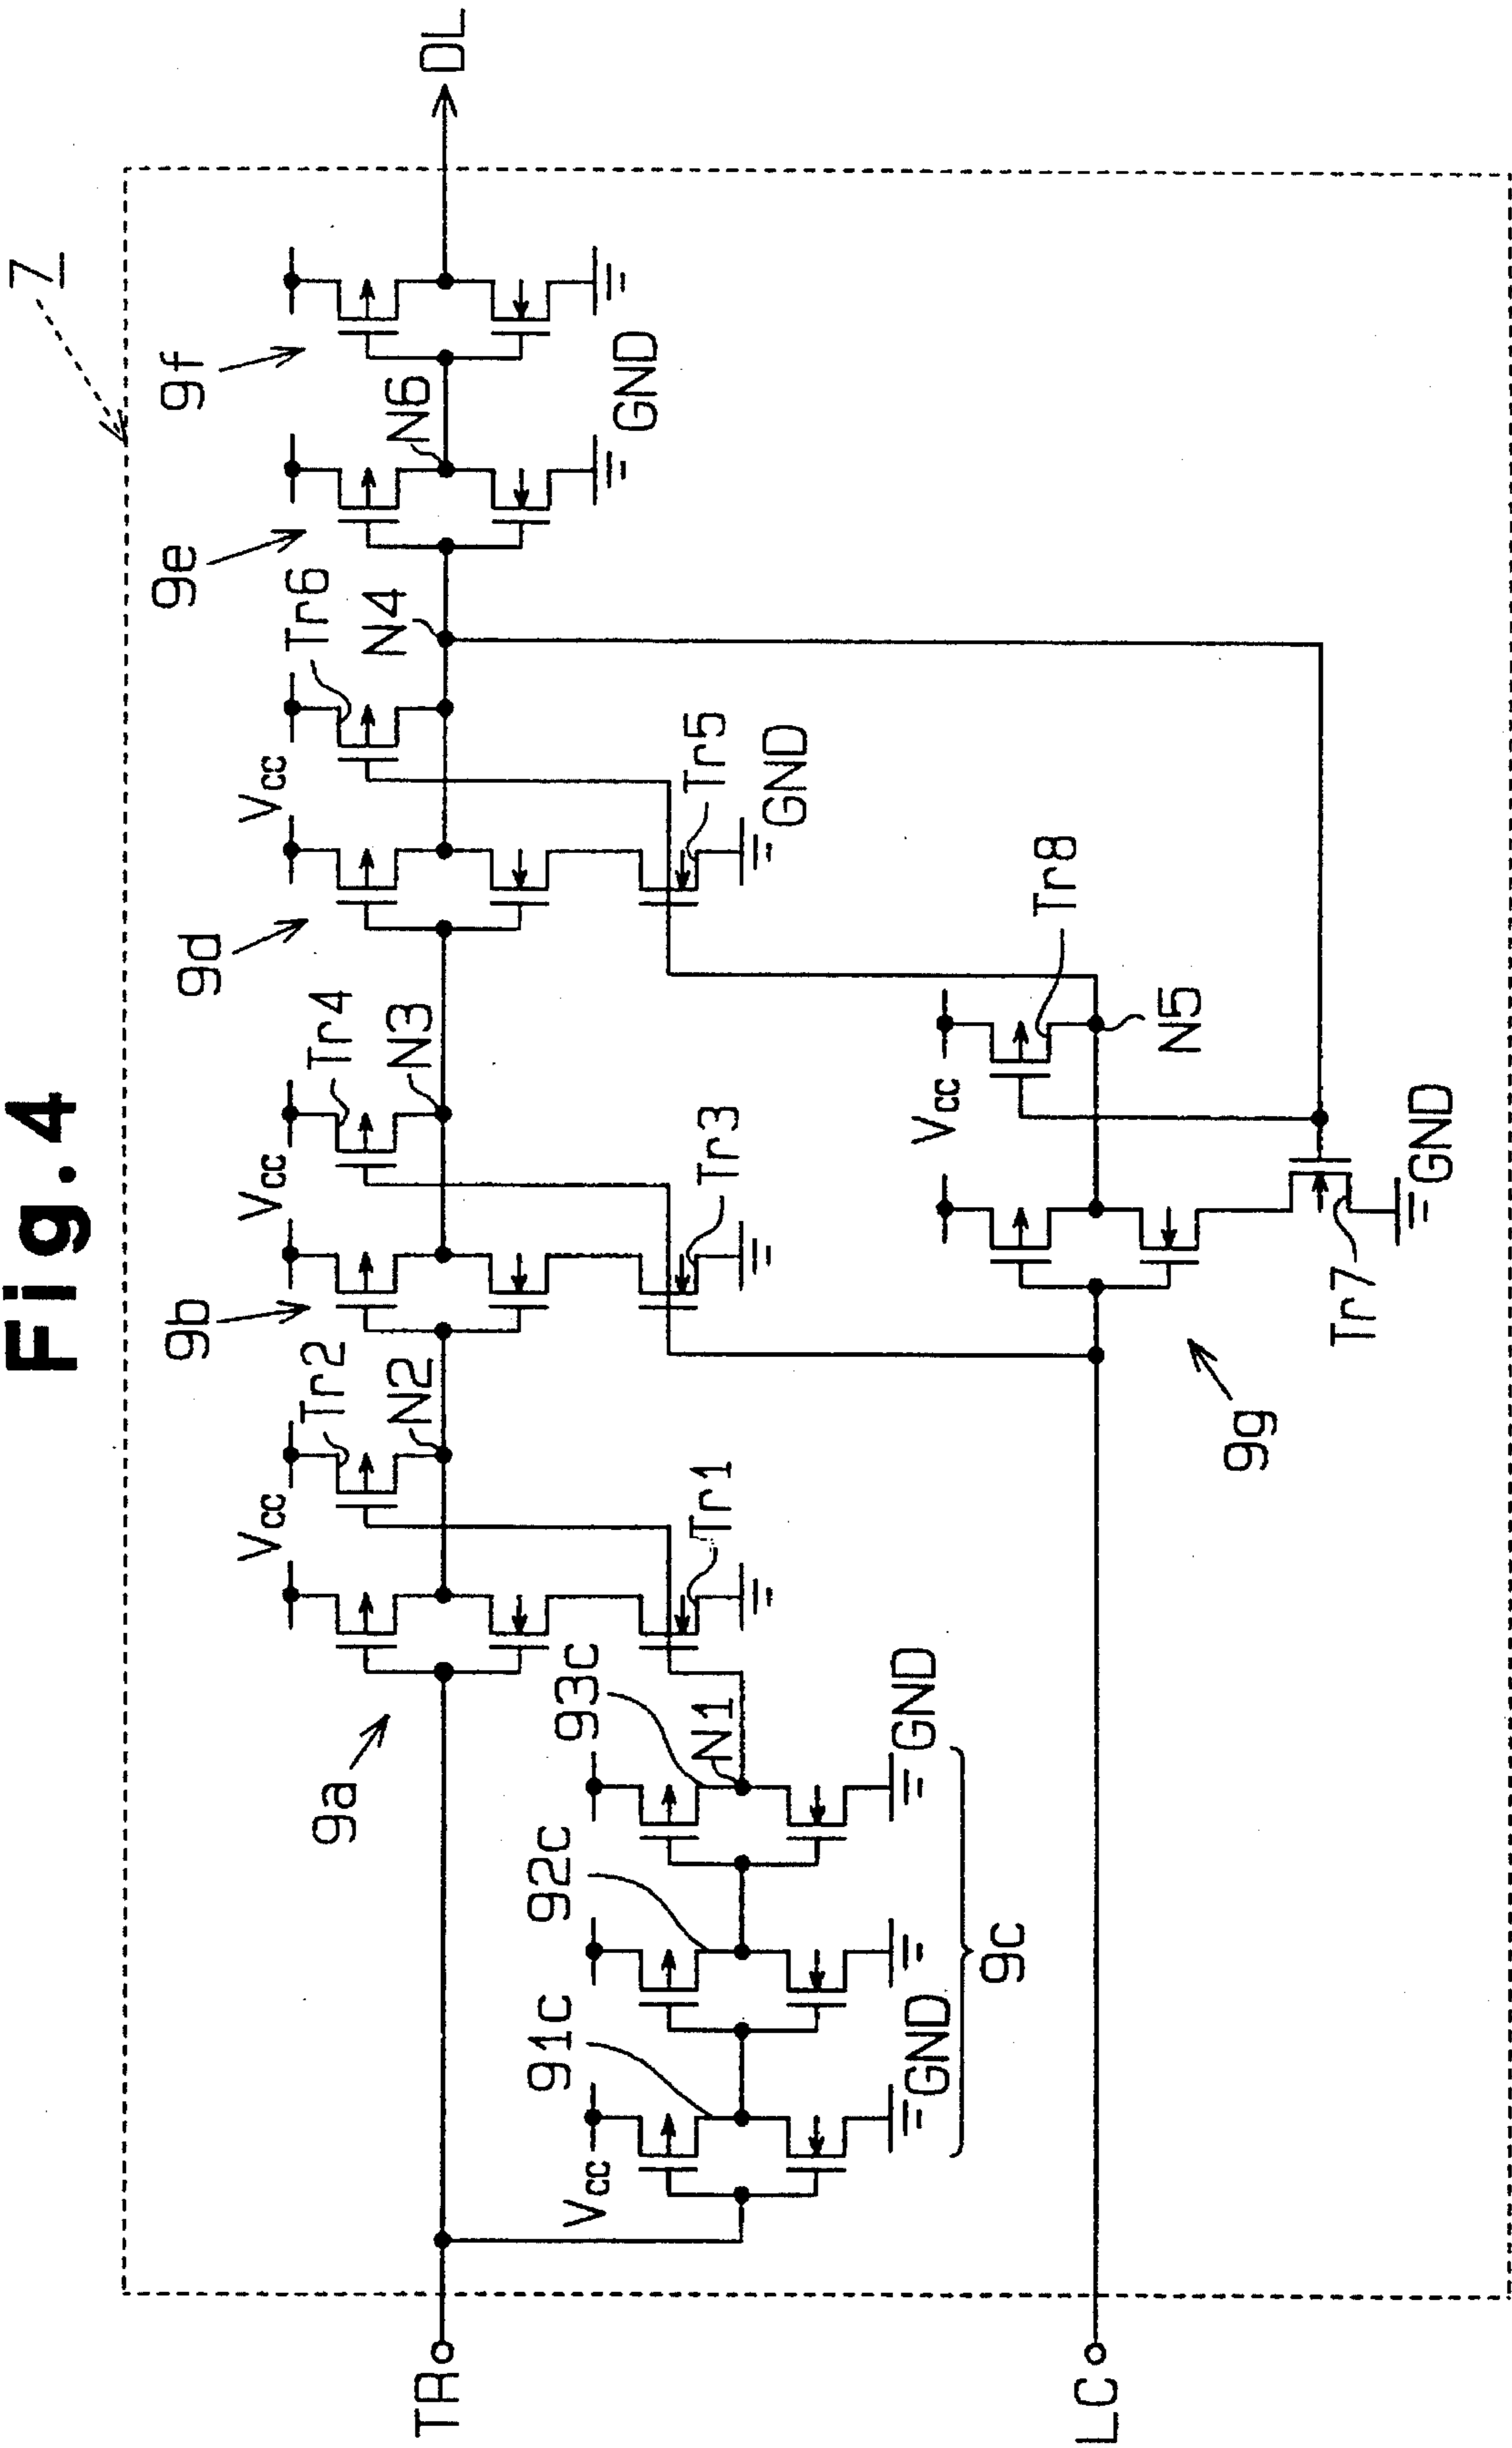 Fig.4
7
TR
LC
DL
9a
9b
9d
9e
9f
Vcc
Tr2
N2
Vcc
Tr4
N3
Vcc
Tr6
N4
N6
GND
Tr1
Tr3
Tr5
GND
Vcc
91c
92c
93c
N1
GND
GND
9c
Vcc
Tr8
N5
9g
Tr7
GND